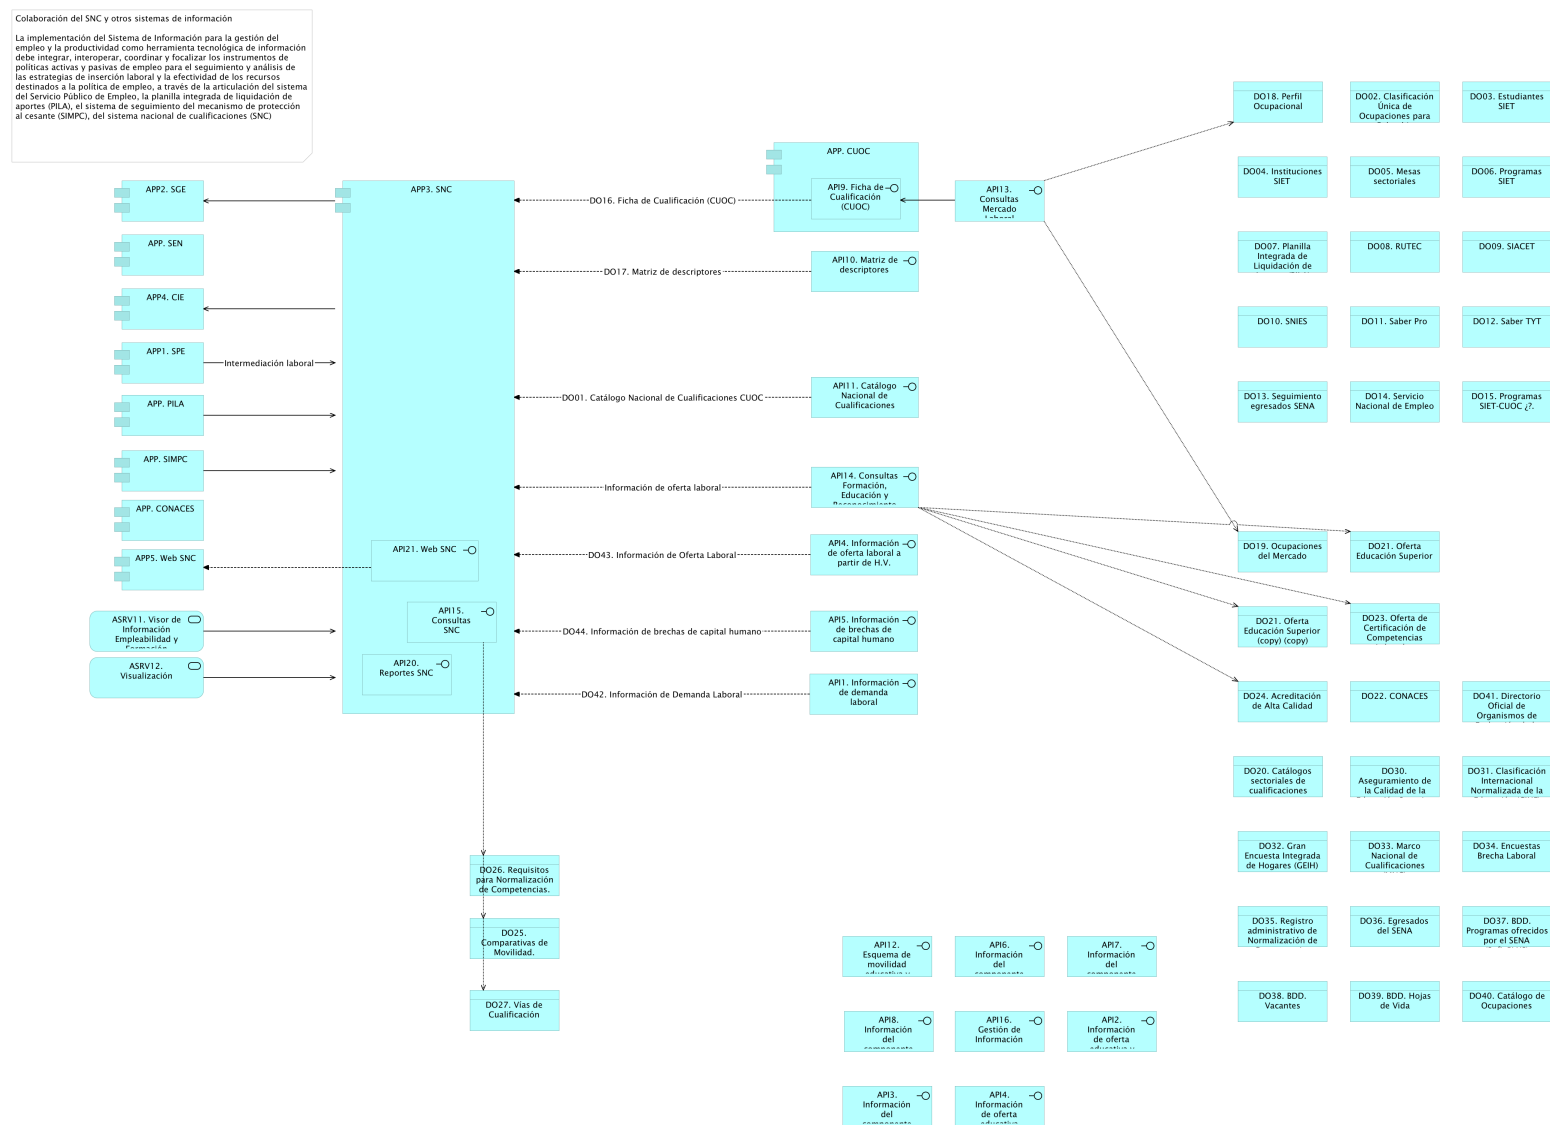 Colaboración del SNC y otros sistemas de información
La implementación del Sistema de Información para la gestión del
empleo y la productividad como herramienta tecnológica de información
debe integrar, interoperar, coordinar y focalizar los instrumentos de
políticas activas y pasivas de empleo para el seguimiento y análisis de
las estrategias de inserción laboral y la efectividad de los recursos
destinados a la política de empleo, a través de la articulación del sistema
del Servicio Público de Empleo, la planilla integrada de liquidación de
aportes (PILA), el sistema de seguimiento del mecanismo de protección
al cesante (SIMPC), del sistema nacional de cualificaciones (SNC)
APP2. SGE
APP. SEN
APP4. CIE
APP1. SPE
Intermediación laboral
APP. PILA
APP. SIMPC
APP. CONACES
APP5. Web SNC
ASRV11. Visor de
Información
Empleabilidad y
ASRV12.
Visualización
APP3. SNC
API21. Web SNC
API15.
Consultas
SNC
API20.
Reportes SNC
DO16. Ficha de Cualificación (CUOC)
DO17. Matriz de descriptores
DO01. Catálogo Nacional de Cualificaciones CUOC
Información de oferta laboral
DO43. Información de Oferta Laboral
DO44. Información de brechas de capital humano
DO42. Información de Demanda Laboral
APP. CUOC
API9. Ficha de
Cualificación
(CUOC)
API13.
Consultas
Mercado
API10. Matriz de
descriptores
API11. Catálogo
Nacional de
Cualificaciones
API14. Consultas
Formación,
Educación y
API4. Información
de oferta laboral a
partir de H.V.
API5. Información
de brechas de
capital humano
API1. Información
de demanda
laboral
DO26. Requisitos
para Normalización
de Competencias.
DO25.
Comparativas de
Movilidad.
DO27. Vías de
Cualificación
API12.
Esquema de
movilidad
API6.
Información
del
API7.
Información
del
API8.
Información
del
API16.
Gestión de
Información
API2.
Información
de oferta
API3.
Información
del
API4.
Información
de oferta
DO18. Perfil
Ocupacional
DO02. Clasificación
Única de
Ocupaciones para
DO03. Estudiantes
SIET
DO04. Instituciones
SIET
DO05. Mesas
sectoriales
DO06. Programas
SIET
DO07. Planilla
Integrada de
Liquidación de
DO08. RUTEC
DO09. SIACET
DO10. SNIES
DO11. Saber Pro
DO12. Saber TYT
DO13. Seguimiento
egresados SENA
DO14. Servicio
Nacional de Empleo
DO15. Programas
SIET-CUOC ¿?.
DO19. Ocupaciones
del Mercado
DO21. Oferta
Educación Superior
DO21. Oferta
Educación Superior
(copy) (copy)
DO23. Oferta de
Certificación de
Competencias
DO24. Acreditación
de Alta Calidad
DO22. CONACES
DO41. Directorio
Oficial de
Organismos de
DO20. Catálogos
sectoriales de
cualificaciones
DO30.
Aseguramiento de
la Calidad de la
DO31. Clasificación
Internacional
Normalizada de la
DO32. Gran
Encuesta Integrada
de Hogares (GEIH)
DO33. Marco
Nacional de
Cualificaciones
DO34. Encuestas
Brecha Laboral
DO35. Registro
administrativo de
Normalización de
DO36. Egresados
del SENA
DO37. BDD.
Programas ofrecidos
por el SENA
DO38. BDD.
Vacantes
DO39. BDD. Hojas
de Vida
DO40. Catálogo de
Ocupaciones